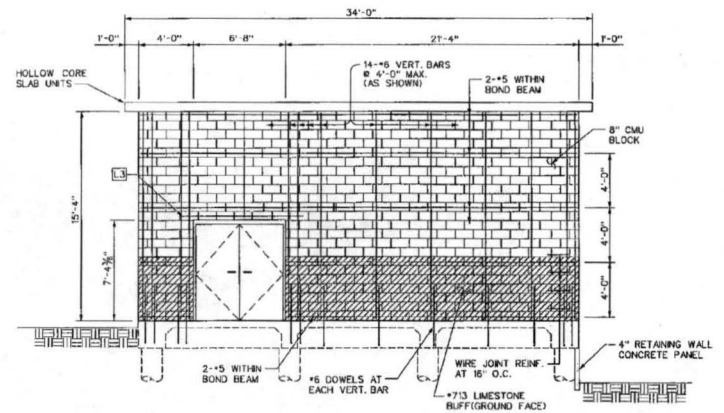 34'-0"
1'-0"
4'-0"
6'-8"
21'-4"
1'-0"
HOLLOW CORE
SLAB UNITS
14-*6 VERT. BARS
@ 4'-0" MAX.
(AS SHOWN)
2-*5 WITHIN
BOND BEAM
8" CMU
BLOCK
L3
15'-4"
7'-4⅜"
4'-0"
4'-0"
4'-0"
2-*5 WITHIN
BOND BEAM
*6 DOWELS AT
EACH VERT. BAR
WIRE JOINT REINF.
AT 16" O.C.
*713 LIMESTONE
BUFF(GROUND FACE)
4" RETAINING WALL
CONCRETE PANEL